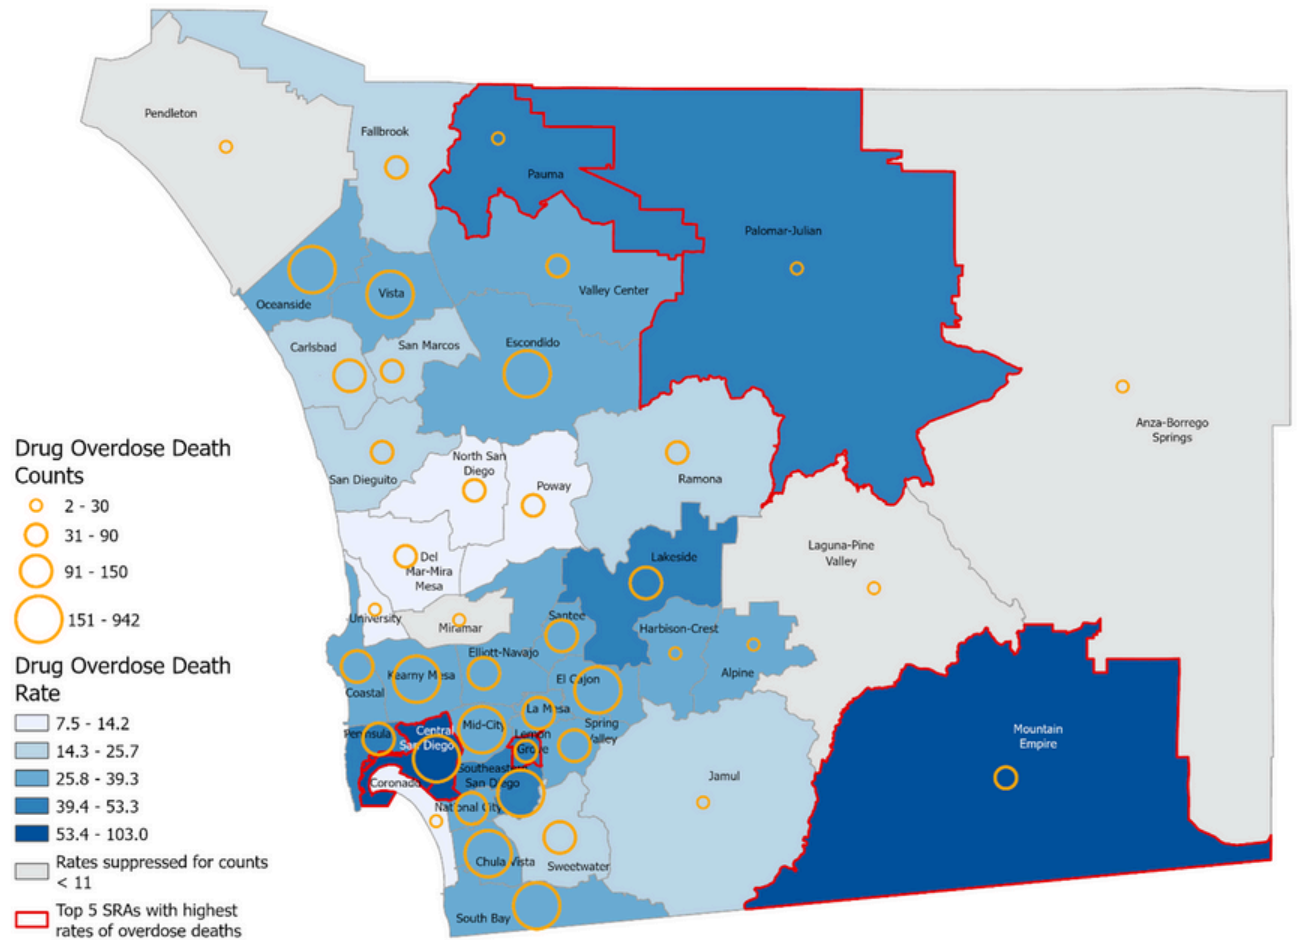 Pendleton
Fallbrook
Pauma
Palomar-Julian
Oceanside
Vista
Valley Center
Carlsbad
San Marcos
Escondido
Anza-Borrego
Springs
San Dieguito
North San
Diego
Poway
Ramona
Del
Mar-Mira
Mesa
Lakeside
Laguna-Pine
Valley
University
Miramar
Santee
Harbison-Crest
Alpine
Coastal
Kearny Mesa
Elliott-Navajo
El Cajon
La Mesa
Spring
Valley
Peninsula
Central
San Diego
Mid-City
Lemon
Grove
Southeastern
San Diego
Coronado
National City
Jamul
Mountain
Empire
Chula Vista
Sweetwater
South Bay
Drug Overdose Death
Counts
2 - 30
31 - 90
91 - 150
151 - 942
Drug Overdose Death
Rate
7.5 - 14.2
14.3 - 25.7
25.8 - 39.3
39.4 - 53.3
53.4 - 103.0
Rates suppressed for counts
< 11
Top 5 SRAs with highest
rates of overdose deaths